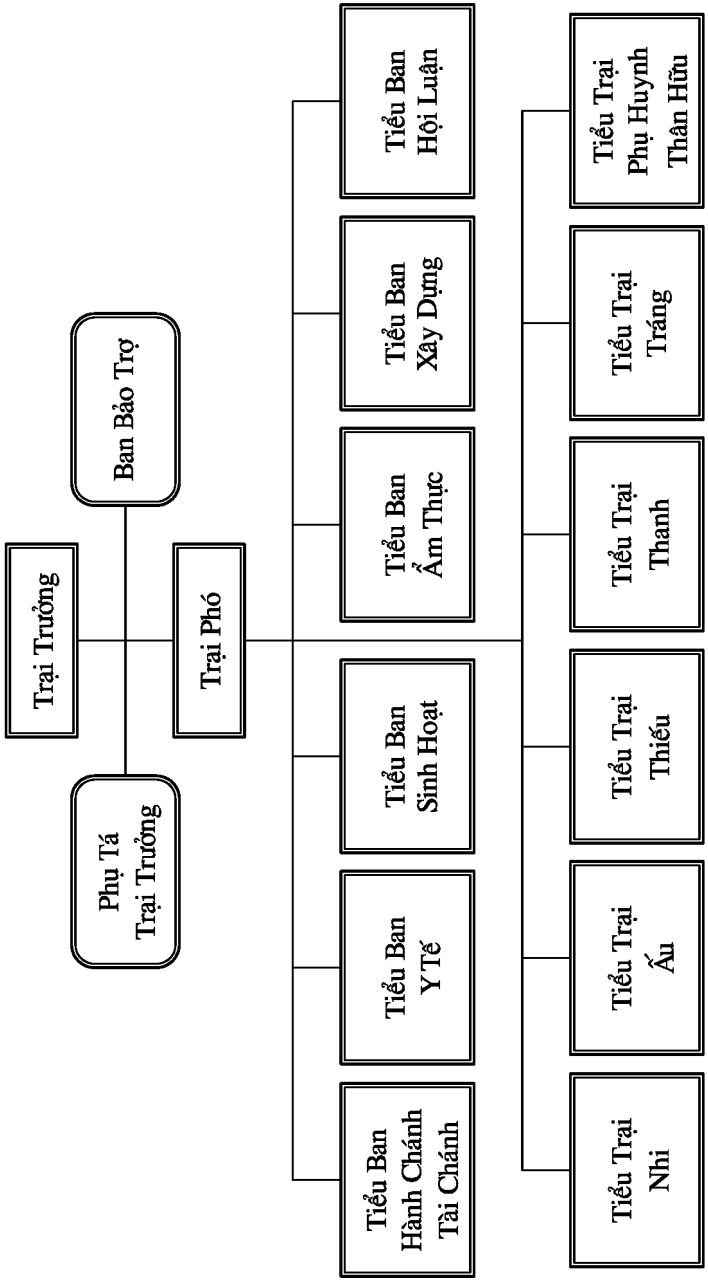 Trại Trưởng
Phụ Tá
Trại Trưởng
Ban Bảo Trợ
Trại Phó
Tiểu Ban
Hành Chánh
Tài Chánh
Tiểu Ban
Y Tế
Tiểu Ban
Sinh Hoạt
Tiểu Ban
Ẩm Thực
Tiểu Ban
Xây Dựng
Tiểu Ban
Hội Luận
Tiểu Trại
Nhi
Tiểu Trại
Ấu
Tiểu Trại
Thiếu
Tiểu Trại
Thanh
Tiểu Trại
Tráng
Tiểu Trại
Phụ Huynh
Thân Hữu